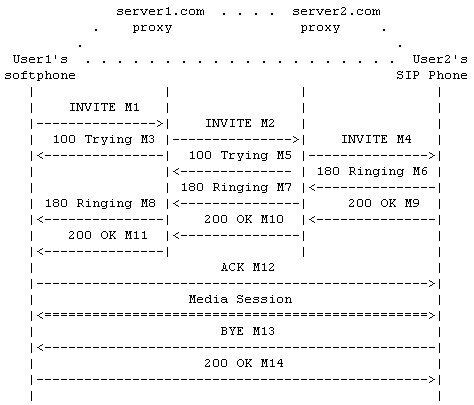 server1.com . . . . server2.com
. proxy proxy .
. .
User1's . . . . . . . . . . . . . . . . . . . . . . User2's
softphone SIP Phone
| | | |
| INVITE M1 | | |
|--------------->| INVITE M2 | |
| 100 Trying M3 |--------------->| INVITE M4 |
|<---------------| 100 Trying M5 |--------------->|
| |<--------------- | 180 Ringing M6 |
| | 180 Ringing M7 |<---------------|
| 180 Ringing M8 |<---------------| 200 OK M9 |
|<---------------| 200 OK M10 |<---------------|
| 200 OK M11 |<---------------| |
|<---------------| | |
| ACK M12 |
|------------------------------------------------->|
| Media Session |
|<================================================>|
| BYE M13 |
|<-------------------------------------------------|
| 200 OK M14 |
|------------------------------------------------->|
| |